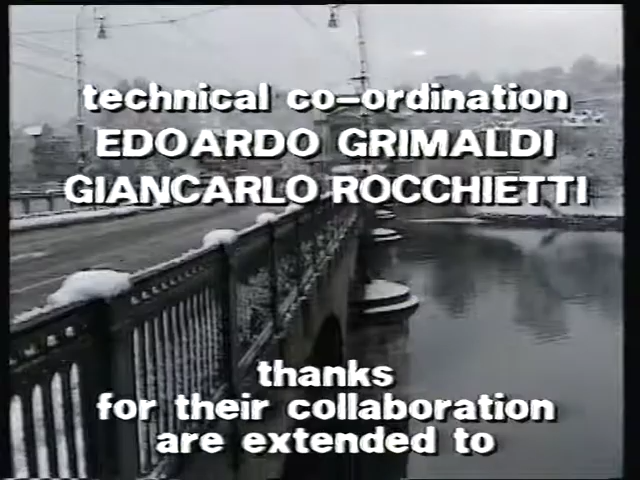 technical co-ordination
EDOARDO GRIMALDI
GIANCARLO ROCCHIETTI
thanks
for their collaboration
are extended to